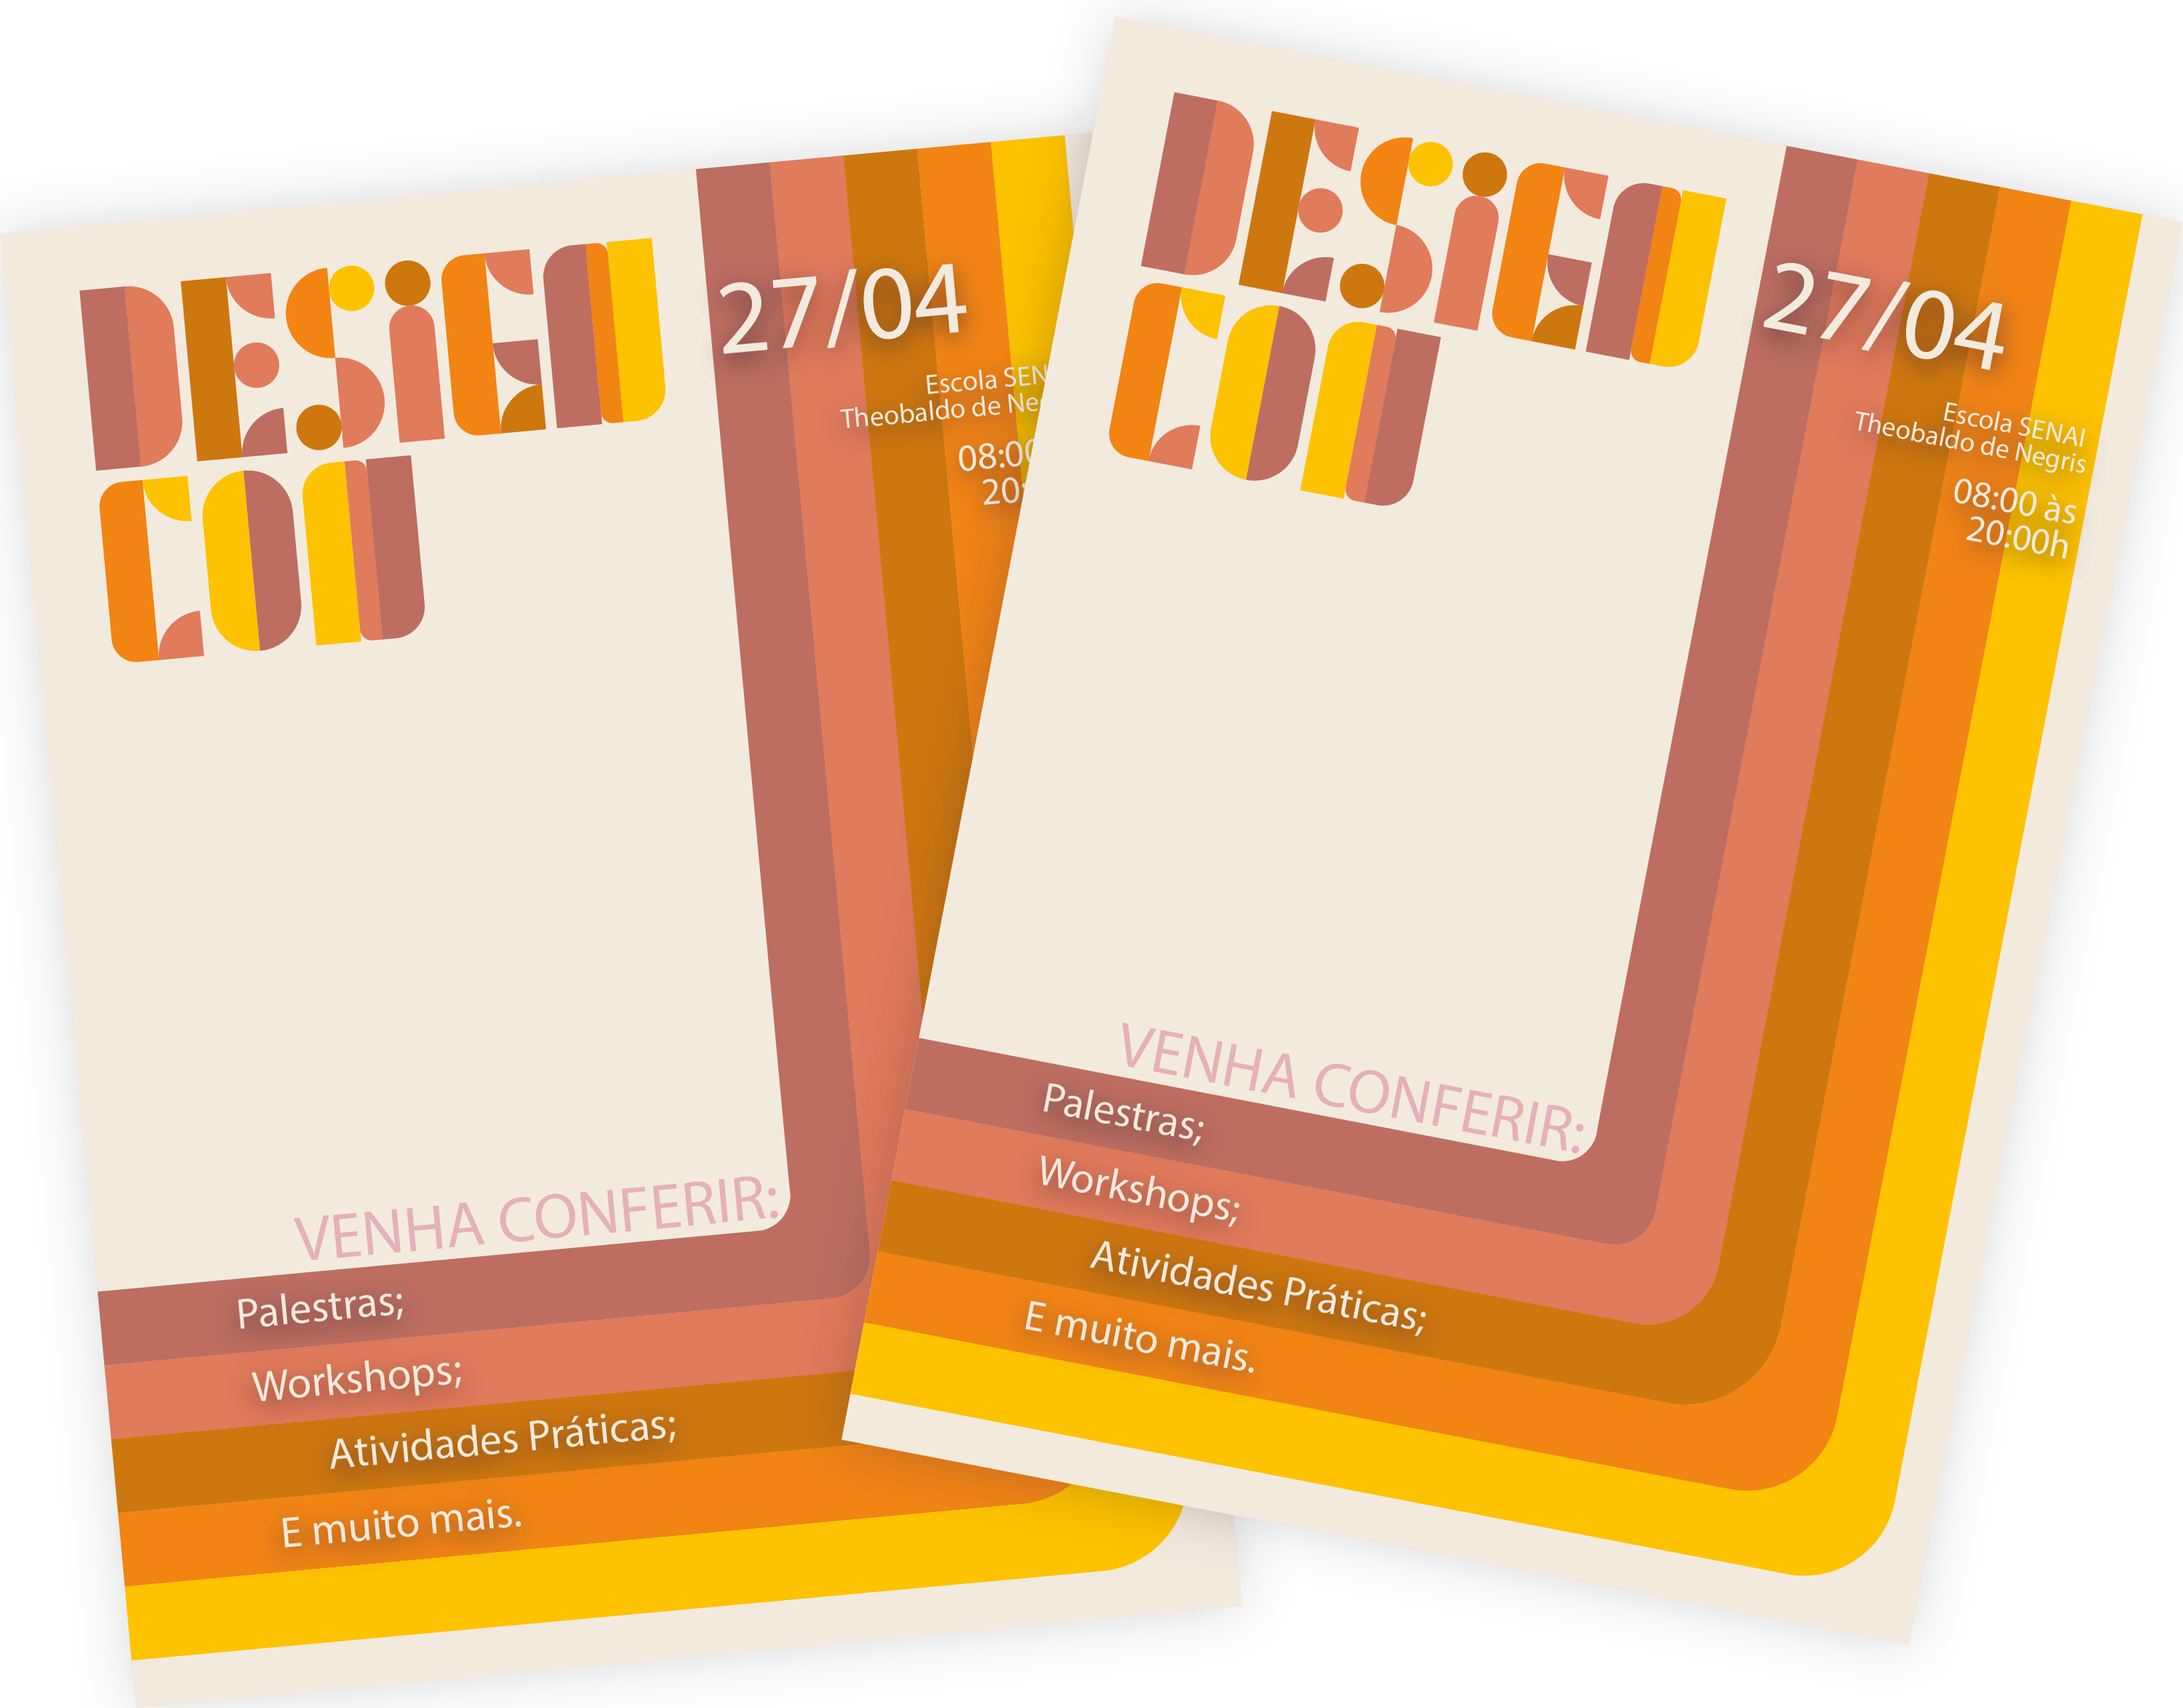 DESiGN
CON
27//04
Escola SEN
Theobaldo de Ne
08:00
20:
VENHA CONFERIR:
Palestras;
Workshops;
Atividades Práticas;
E muito mais.
DESiGN
CON
27//04
Escola SENAI
Theobaldo de Negris
08:00 às
20:00h
VENHA CONFERIR:
Palestras;
Workshops;
Atividades Práticas;
E muito mais.